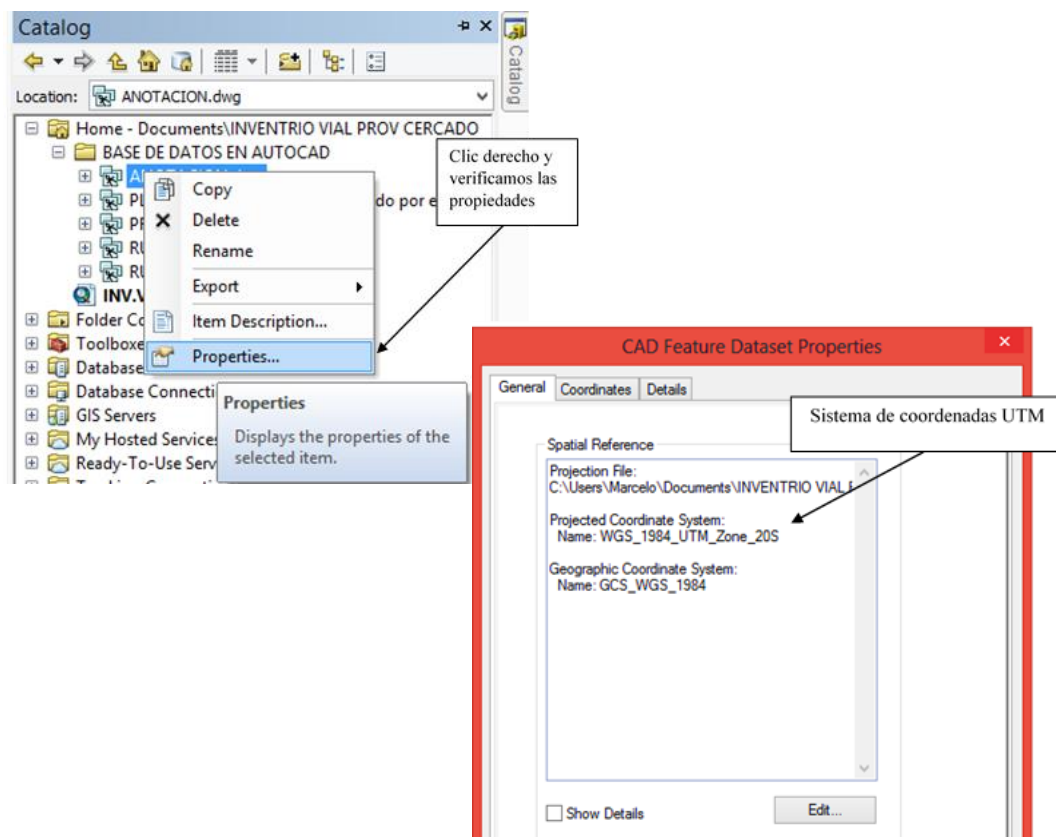 Catalog
Catalog
Location: ANOTACION.dwg
Home - Documents\INVENTRIO VIAL PROV CERCADO
BASE DE DATOS EN AUTOCAD
Copy
do por e
Delete
Rename
Export
INV.V
Folder Co
Item Description...
Toolboxe
Properties...
Database
Database Connecti
GIS Servers
My Hosted Services
Ready-To-Use Serv
Properties
Displays the properties of the
selected item.
Clic derecho y
verificamos las
propiedades
CAD Feature Dataset Properties
General Coordinates Details
Sistema de coordenadas UTM
Spatial Reference
Projection File:
C:\Users\Marcelo\Documents\INVENTRIO VIAL
Projected Coordinate System:
Name: WGS_1984_UTM_Zone_20S
Geographic Coordinate System:
Name: GCS_WGS_1984
Show Details
Edit...